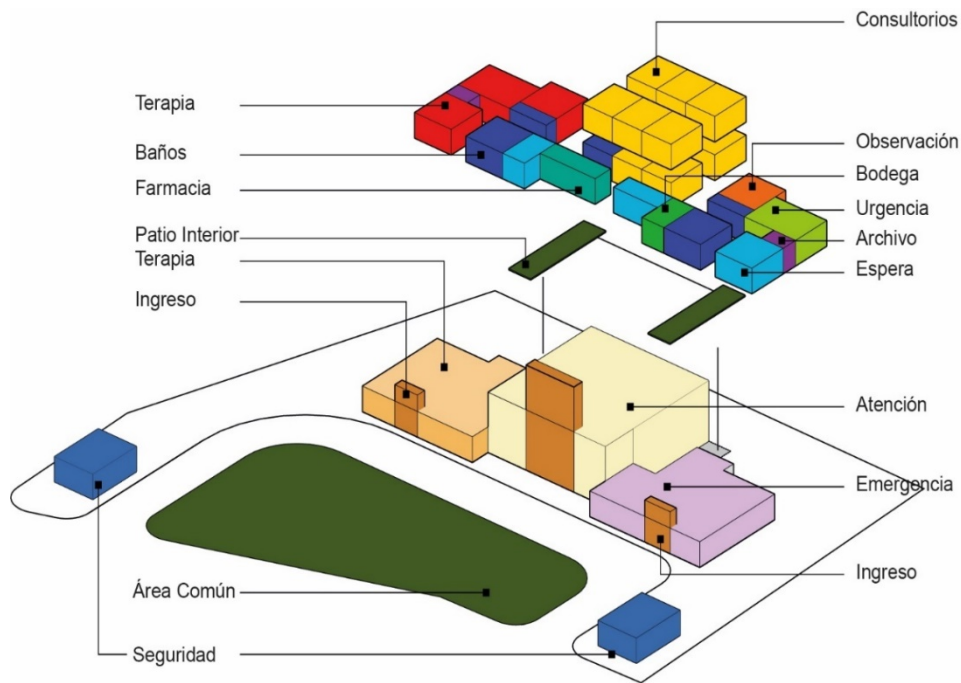 Consultorios
Terapia
Baños
Farmacia
Observación
Bodega
Urgencia
Archivo
Espera
Patio Interior
Terapia
Ingreso
Atención
Emergencia
Ingreso
Área Común
Seguridad